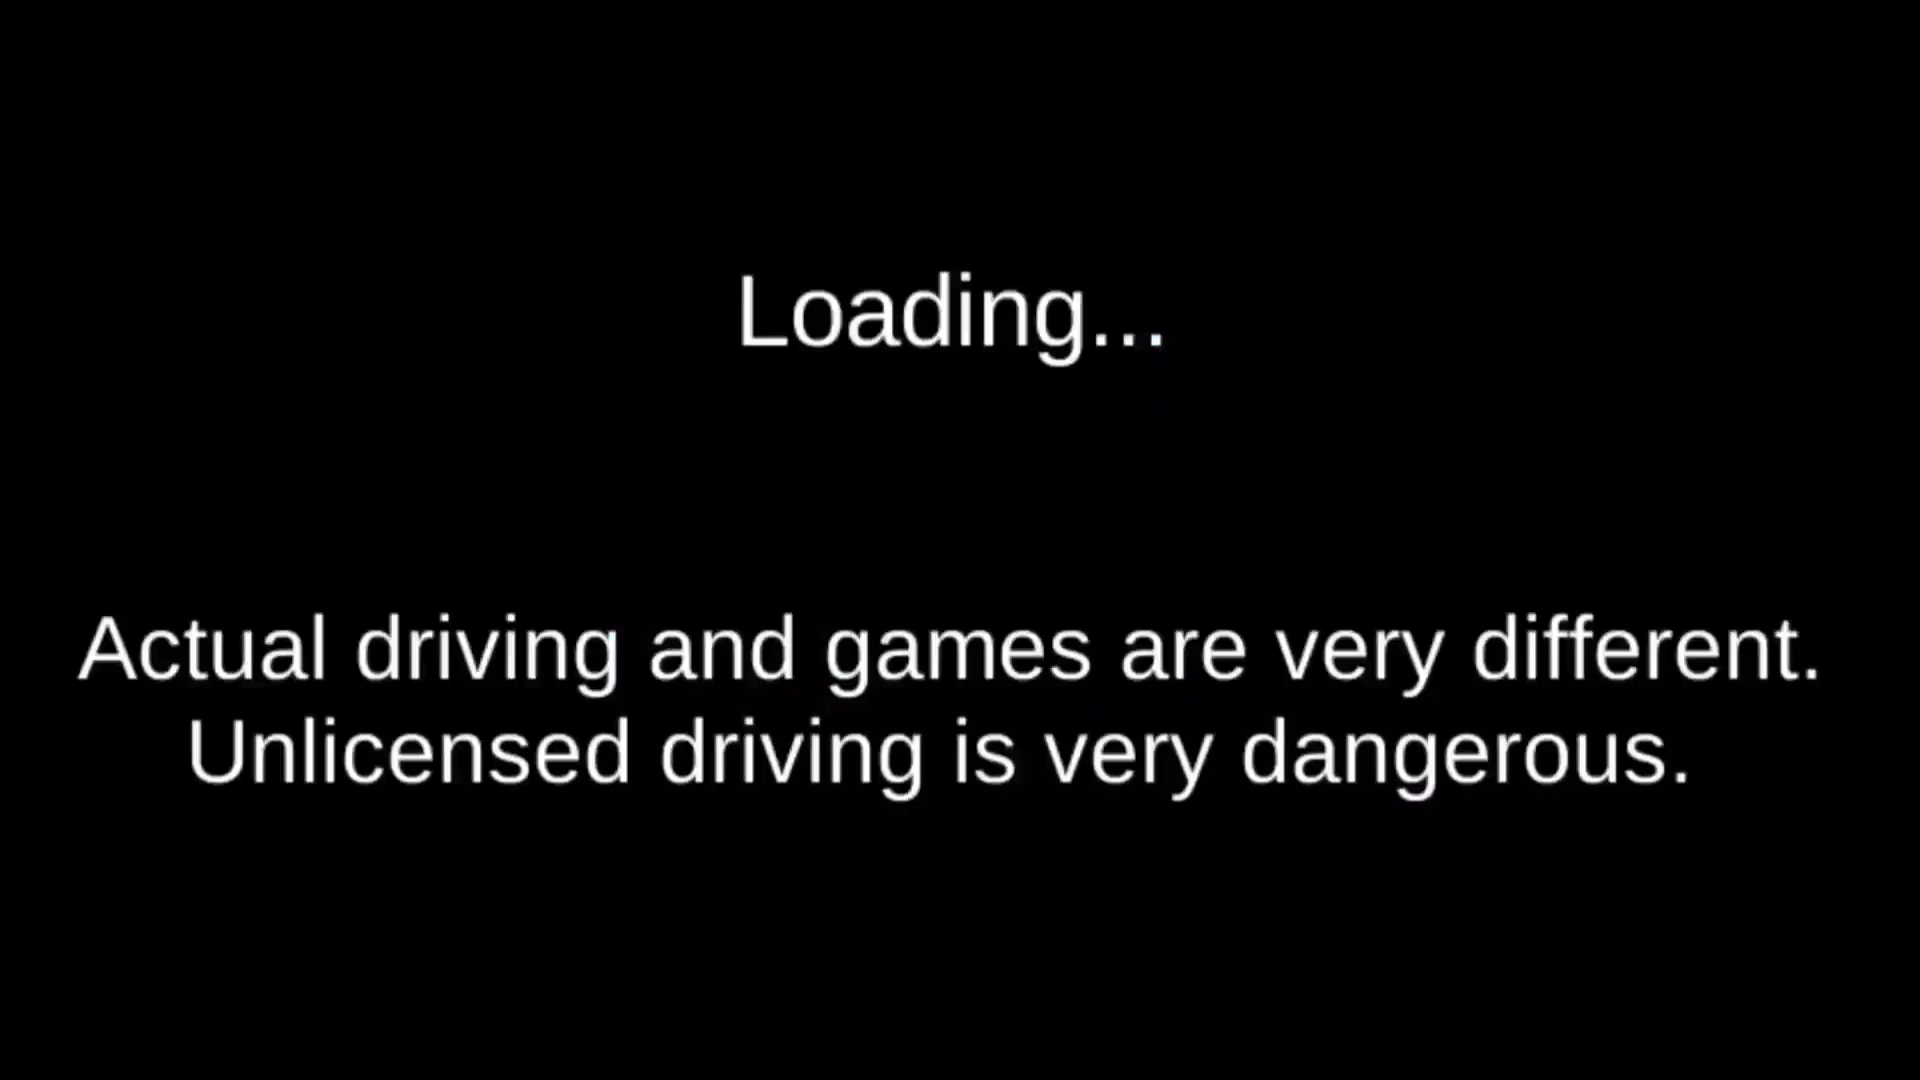 Loading...
Actual driving and games are very different.
Unlicensed driving is very dangerous.